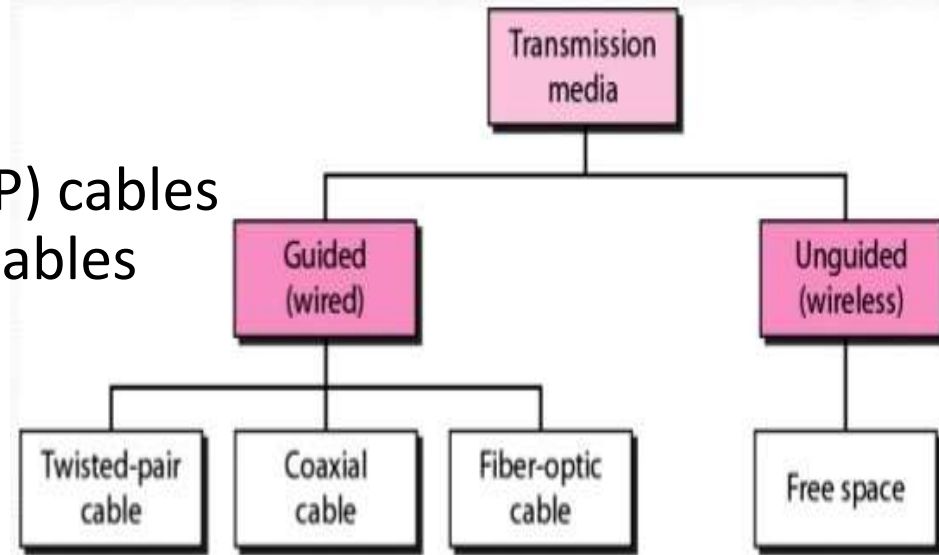 Transmission
media
P) cables
ables
Guided
(wired)
Unguided
(wireless)
Twisted-pair
cable
Coaxial
cable
Fiber-optic
cable
Free space